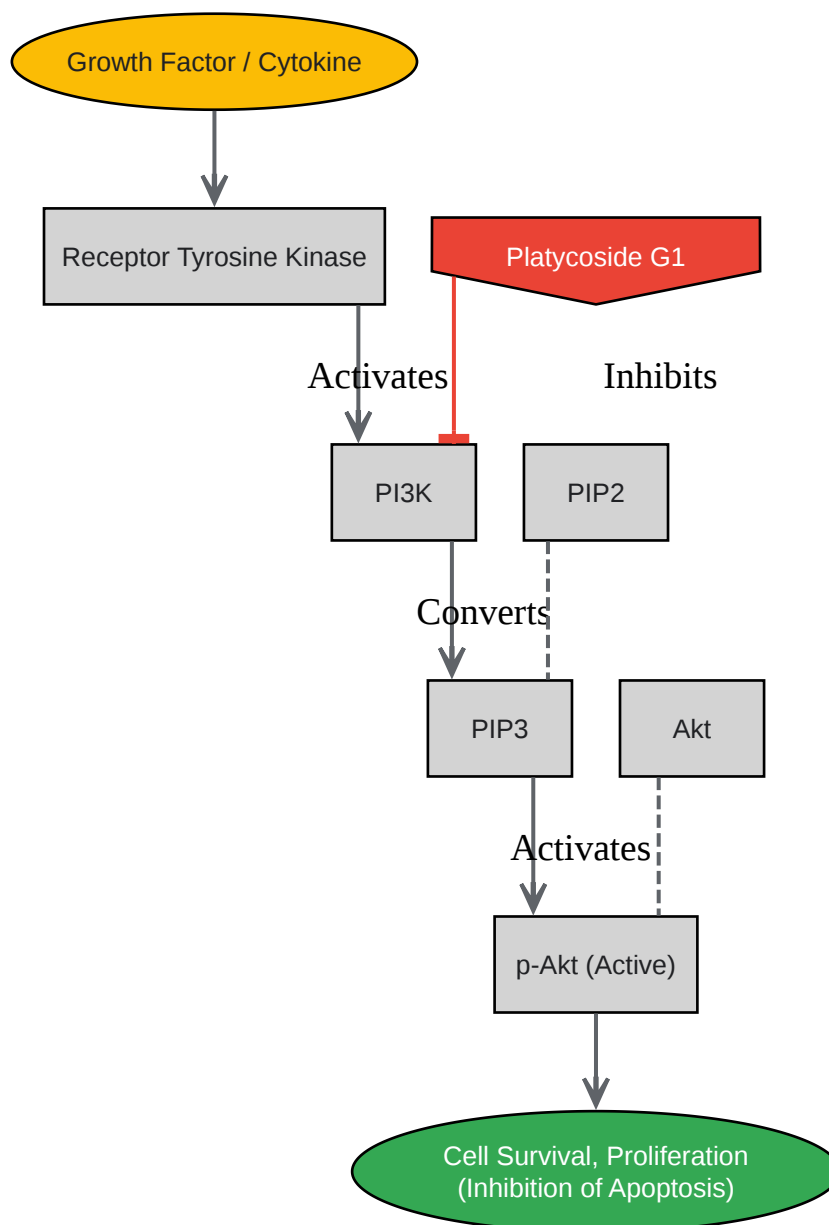 Growth Factor / Cytokine
Receptor Tyrosine Kinase
Platycoside G1
Activates
Inhibits
PI3K
PIP2
Converts
PIP3
Akt
Activates
p-Akt (Active)
Cell Survival, Proliferation
(Inhibition of Apoptosis)